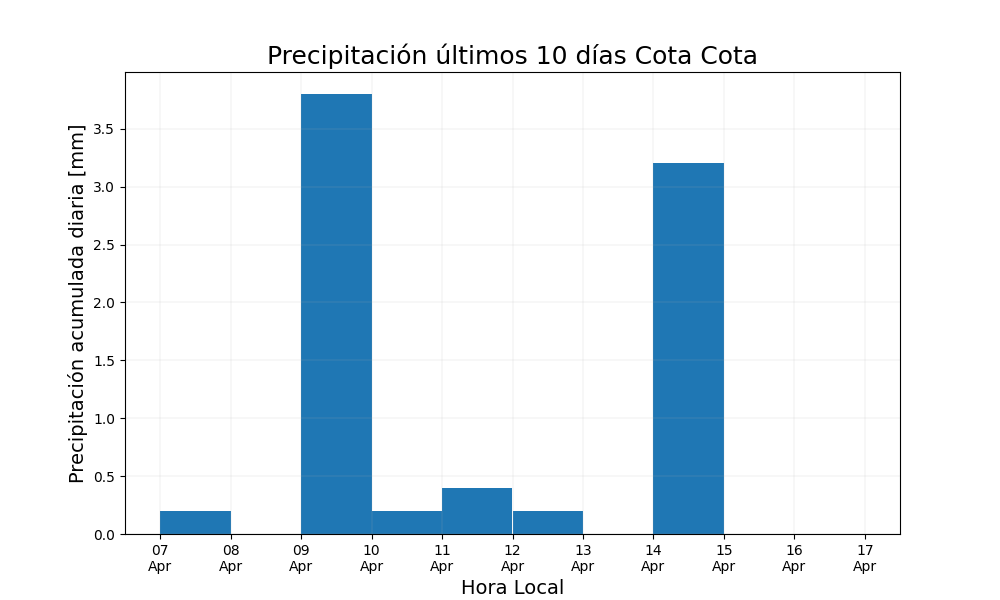 Precipitación últimos 10 días Cota Cota
Precipitación acumulada diaria [mm]
3.5
3.0
2.5
2.0
1.5
1.0
0.5
0.0
07 08 09 10 11 12 13 14 15 16 17
Apr Apr Apr Apr Apr Apr Apr Apr Apr Apr Apr
Hora Local